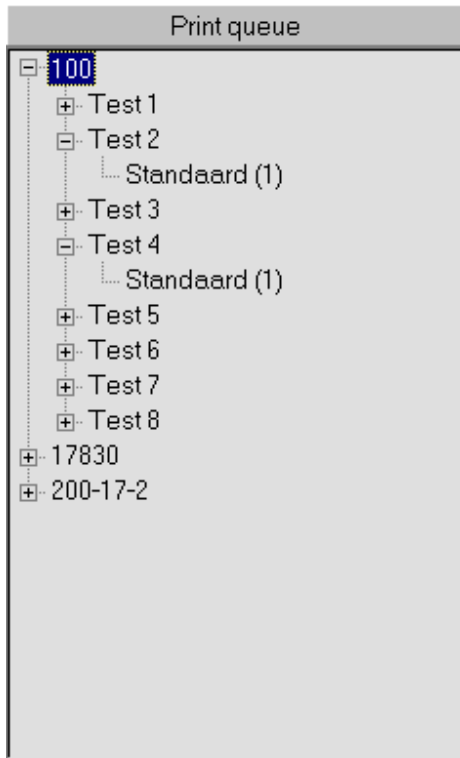 Print queue
100
Test 1
Test 2
Standaard (1)
Test 3
Test 4
Standaard (1)
Test 5
Test 6
Test 7
Test 8
17830
200-17-2